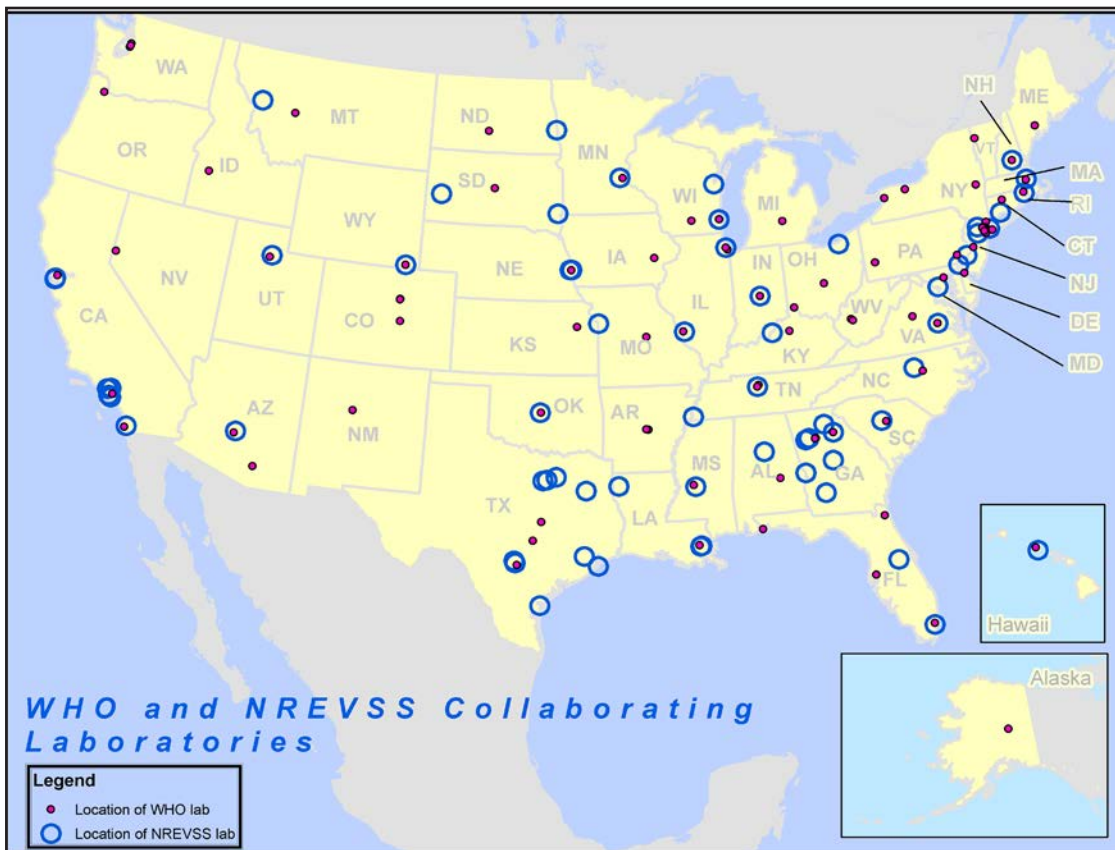 NH
ME
WA
MT
ND
MN
VT
OR
ID
SD
WI
MI
NY
MA
RI
WY
CT
NE
IA
PA
NV
UT
IN
OH
NJ
CA
CO
IL
WV
DE
KS
MO
KY
VA
MD
AZ
NM
OK
AR
TN
NC
SC
MS
AL
GA
TX
LA
FL
Hawaii
Alaska
WHO and NREVSS Collaborating
Laboratories
Legend
Location of WHO lab
Location of NREVSS lab